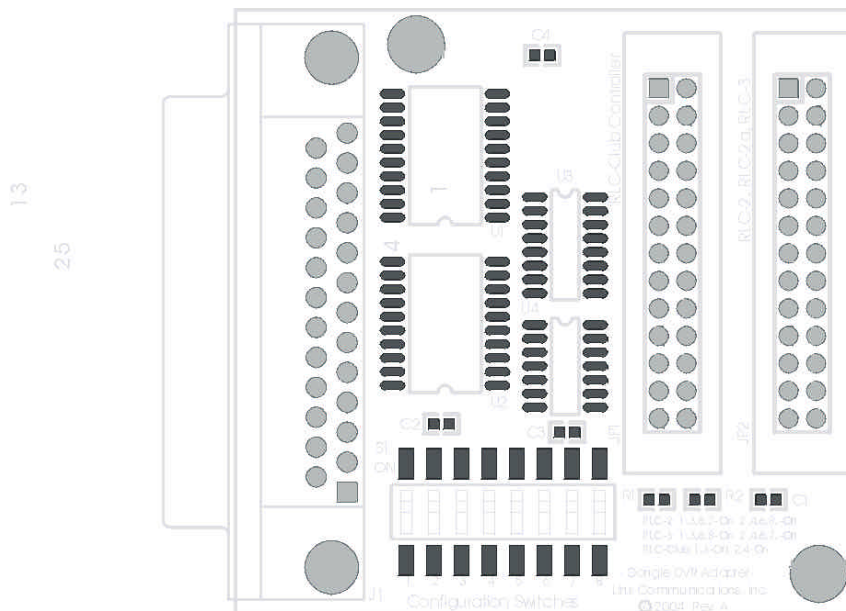 C4
RLC-Club Controller
RLC-2, RLC-2a, RLC-3
13
1
U3
U1
25
4
U4
U2
C2
C3
JP1
JP2
S1
ON
R1
R2
C1
1 2 3 4 5 6 7 8
J1
Configuration Switches
Dongle DVR Adapter
Link Communications, Inc
©2004 Rev A